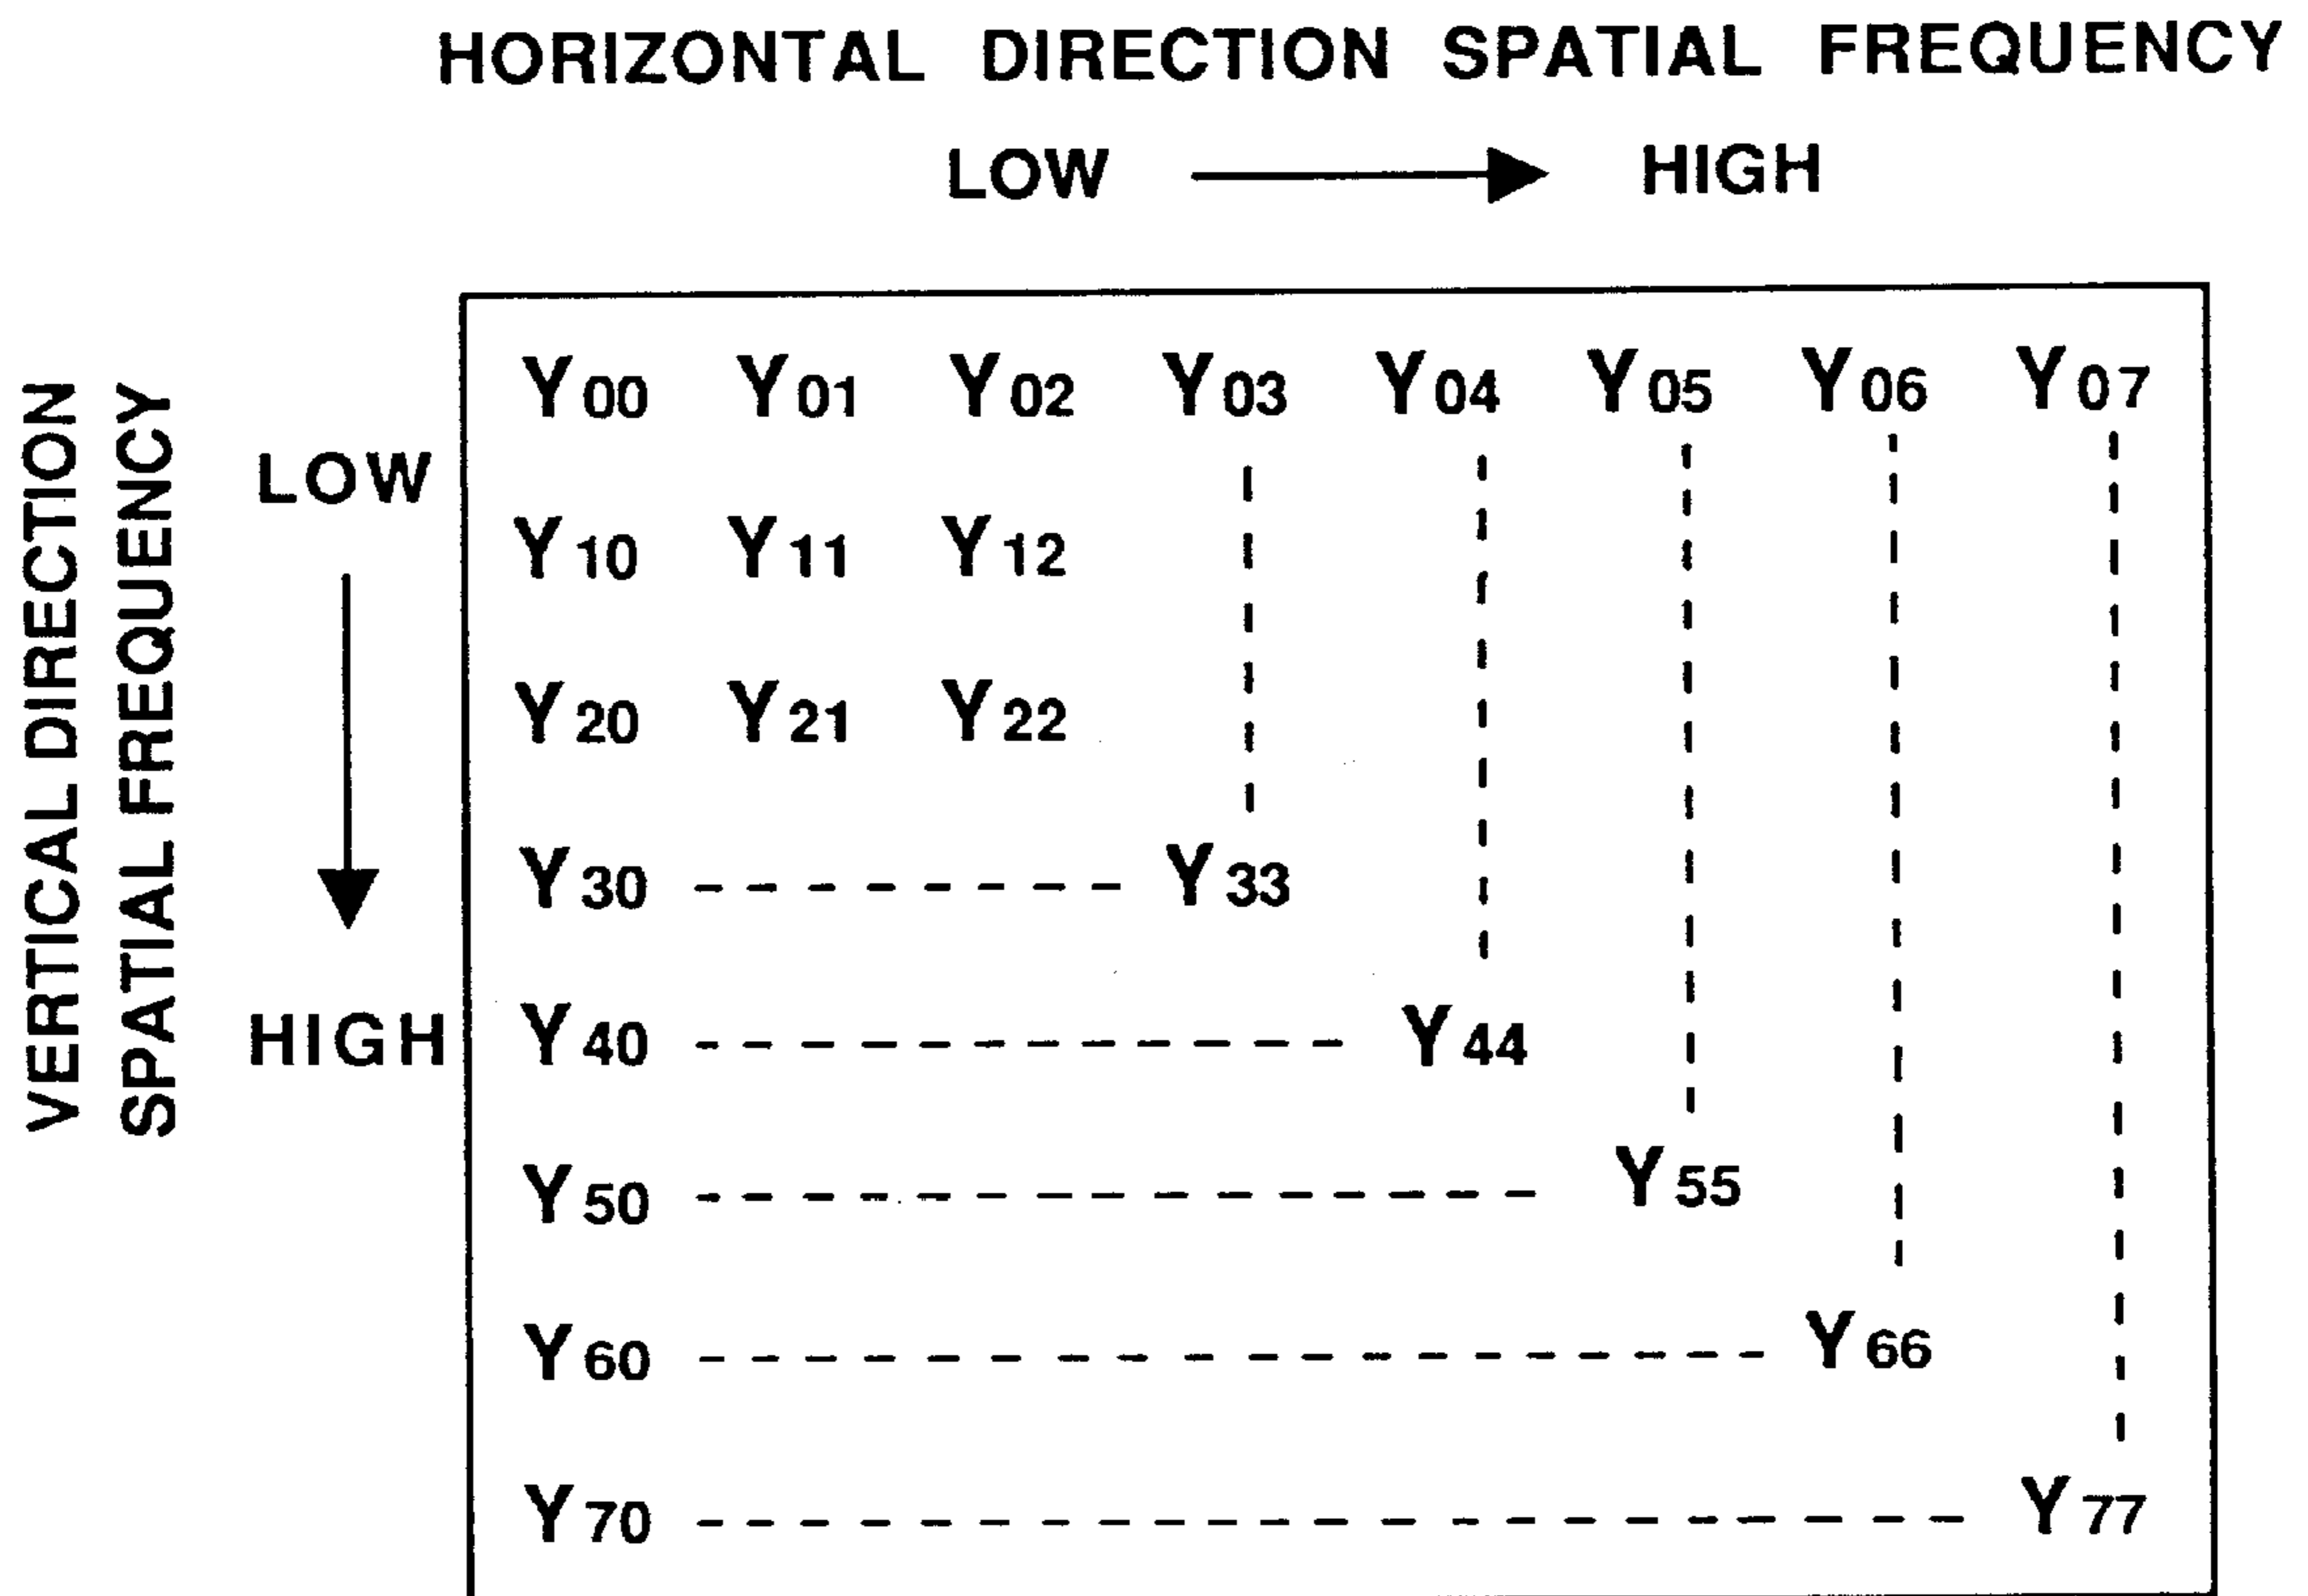 HORIZONTAL DIRECTION SPATIAL FREQUENCY
LOW HIGH
VERTICAL DIRECTION
SPATIAL FREQUENCY
LOW
HIGH
Y00 Y01 Y02 Y03 Y04 Y05 Y06 Y07
Y10 Y11 Y12
Y20 Y21 Y22
Y30 Y33
Y40 Y44
Y50 Y55
Y60 Y66
Y70 Y77